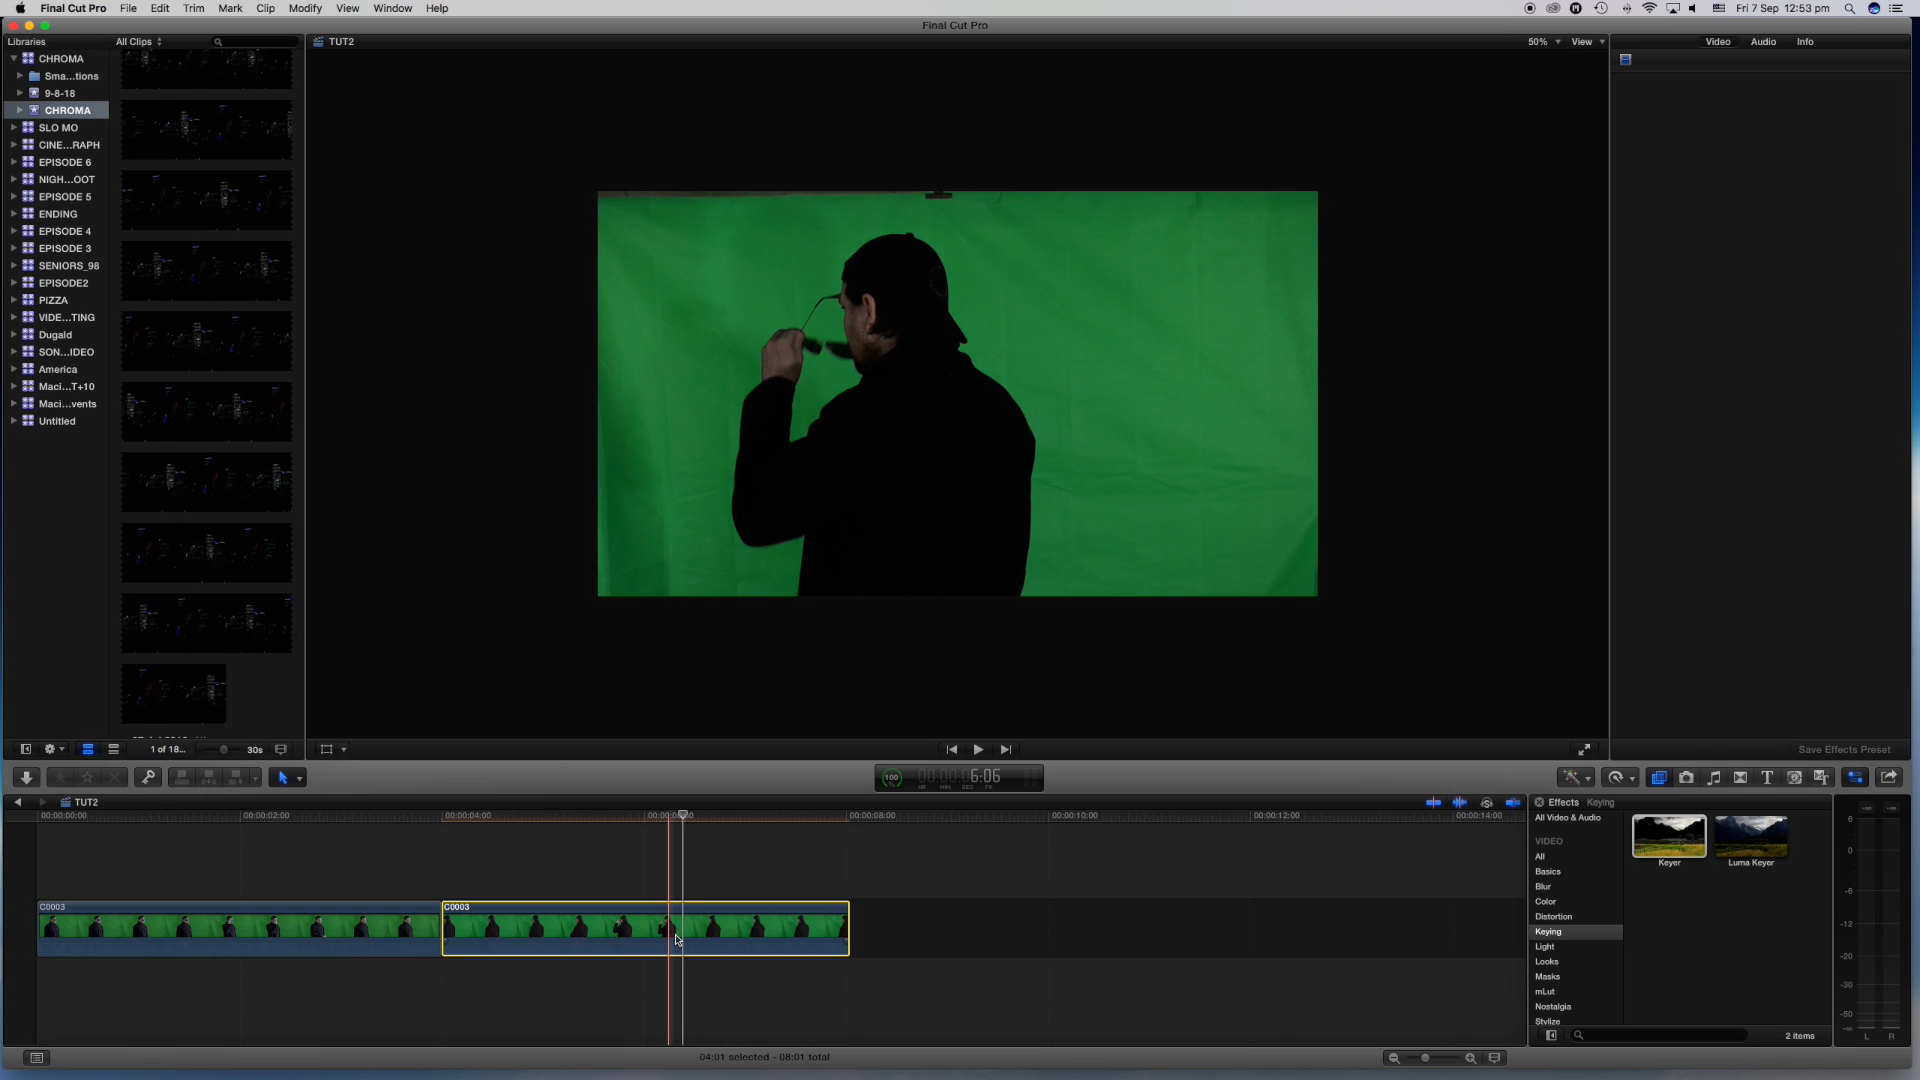 Final Cut Pro File Edit Trim Mark Clip Modify View Window Help
Fri 7 Sep 12:53 pm
Final Cut Pro
Libraries
All Clips
TUT2
50%
View
Video Audio Info
CHROMA
Sma...tions
9-8-18
CHROMA
SLO MO
CINE...RAPH
EPISODE 6
NIGH...OOT
EPISODE 5
ENDING
EPISODE 4
EPISODE 3
SENIORS_98
EPISODE2
PIZZA
VIDE...TING
Dugald
SON...IDEO
America
Maci...T+10
Maci...vents
Untitled
1 of 18...
30s
Save Effects Preset
100
00:00:06:06
HR MIN SEC FR
TUT2
00:00:00:00
00:00:02:00
00:00:04:00
00:00:08:00
00:00:10:00
00:00:12:00
00:00:14:00
C0003
C0003
Effects Keying
All Video & Audio
VIDEO
All
Basics
Blur
Color
Distortion
Keying
Light
Looks
Masks
mLut
Nostalgia
Stylize
Keyer
Luma Keyer
2 items
6
0
-6
-12
-20
-30
-50
-∞
L R
04:01 selected - 08:01 total